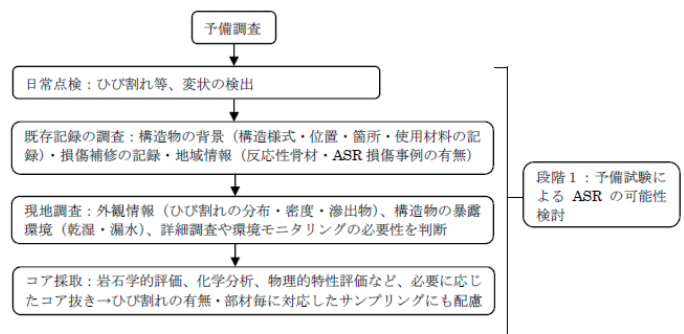 予備調査
日常点検：ひび割れ等、変状の検出
既存記録の調査：構造物の背景（構造様式・位置・箇所・使用材料の記
録）・損傷補修の記録・地域情報（反応性骨材・ASR 損傷事例の有無）
現地調査：外観情報（ひび割れの分布・密度・滲出物）、構造物の暴露
環境（乾湿・漏水）、詳細調査や環境モニタリングの必要性を判断
コア採取：岩石学的評価、化学分析、物理的特性評価など、必要に応じ
たコア抜き→ひび割れの有無・部材毎に対応したサンプリングにも配慮
段階１：予備試験に
よる ASR の可能性
検討